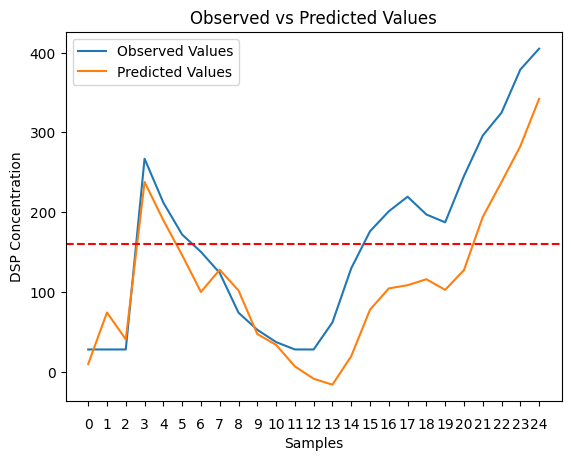 Observed vs Predicted Values
Observed Values
Predicted Values
400
300
200
100
0
DSP Concentration
0 1 2 3 4 5 6 7 8 9 10 11 12 13 14 15 16 17 18 19 20 21 22 23 24
Samples